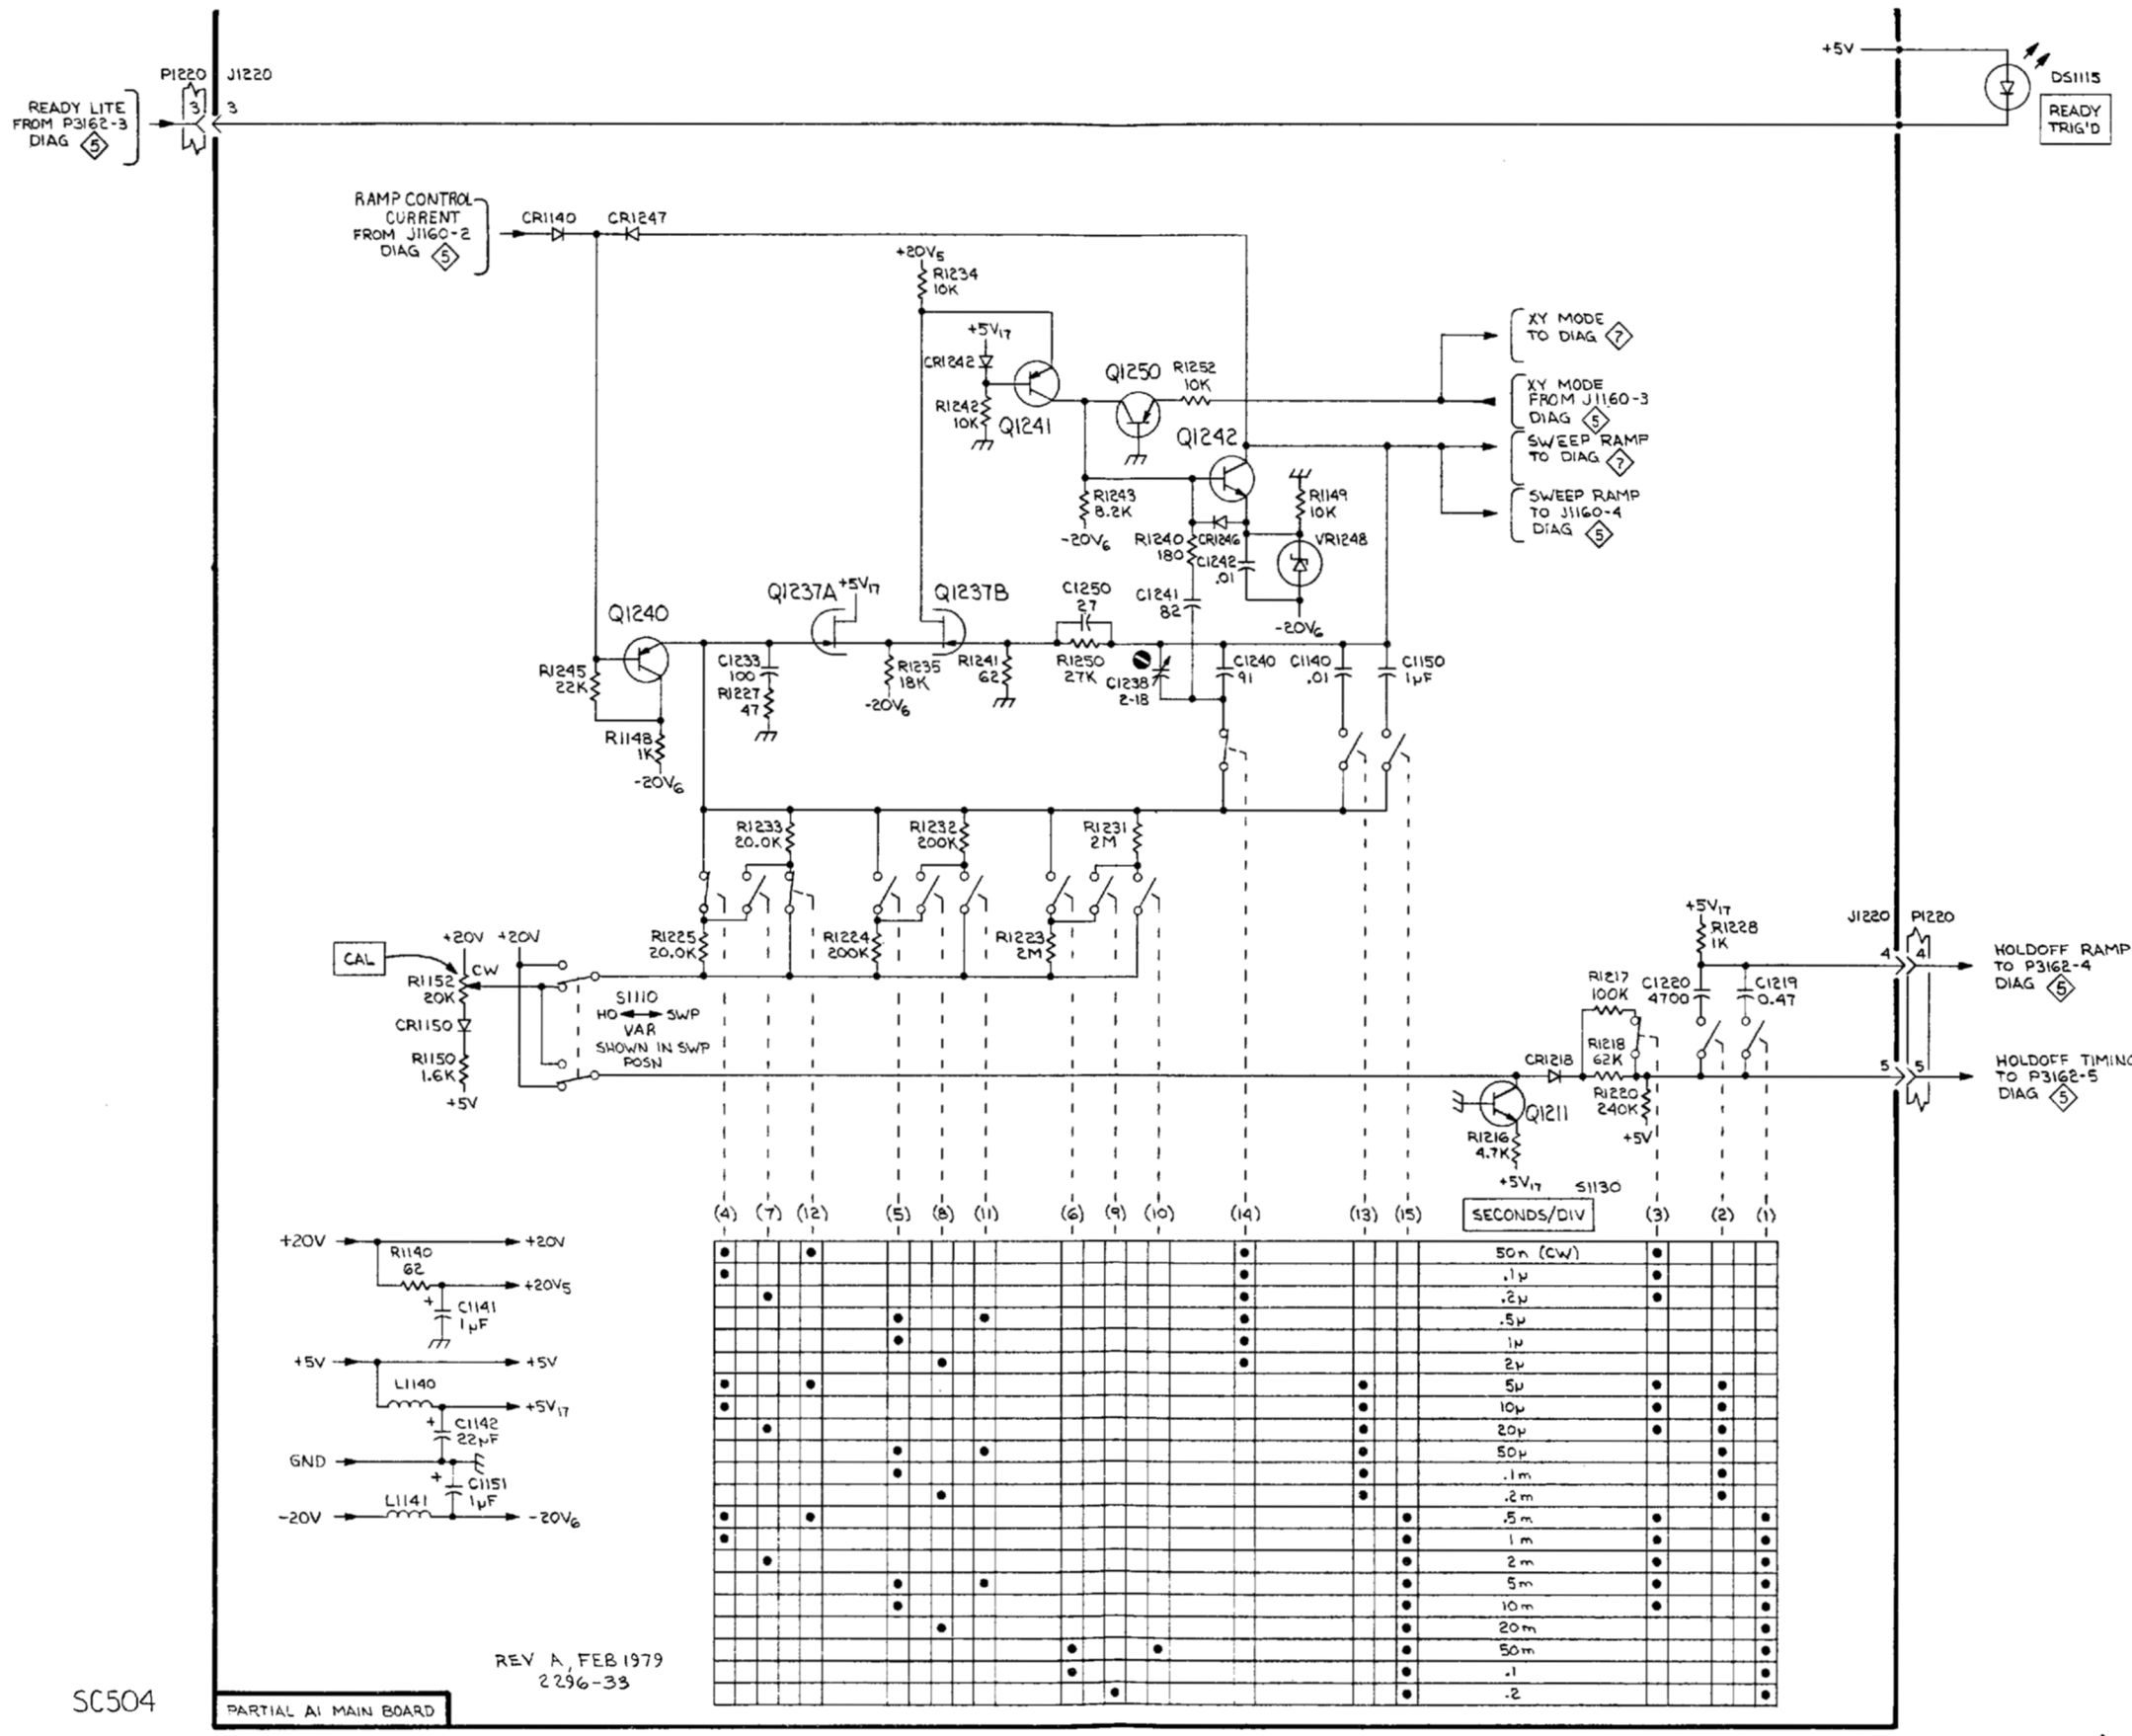 +5V
P1220 J1220
READY LITE
FROM P3162-3
DIAG 5
3
3
DS1115
READY
TRIG'D
RAMP CONTROL
CURRENT
FROM J1160-2
DIAG 5
CR1140
CR1247
+20V5
R1234
10K
+5V17
CR1242
R1242
10K
Q1241
Q1250
R1252
10K
Q1242
XY MODE
TO DIAG 7
XY MODE
FROM J1160-3
DIAG 5
SWEEP RAMP
TO DIAG 7
SWEEP RAMP
TO J1160-4
DIAG 5
R1243
8.2K
-20V6
R1240
180
CR1246
C1242
.01
R1149
10K
VR1248
-20V6
C1241
82
Q1240
Q1237A
+5V17
Q1237B
C1250
27
R1245
22K
C1233
100
R1227
47
R1235
18K
-20V6
R1241
62
R1250
27K
C1238
2-18
C1240
91
C1140
.01
C1150
1µF
R1148
1K
-20V6
R1233
20.0K
R1232
200K
R1231
2M
R1225
20.0K
R1224
200K
R1223
2M
CAL
+20V
+20V
CW
R1152
20K
CR1150
R1150
1.6K
+5V
S1110
HO SWP
VAR
SHOWN IN SWP
POSN
+5V17
R1228
1K
J1220 P1220
4
4
HOLDOFF RAMP
TO P3162-4
DIAG 5
R1217
100K
C1220
4700
C1219
0.47
CR1218
R1218
62K
R1220
240K
+5V
5
5
HOLDOFF TIMING
TO P3162-5
DIAG 5
Q1211
R1216
4.7K
+5V17
S1130
(4) (7) (12) (5) (8) (11) (6) (9) (10) (14) (13) (15) SECONDS/DIV (3) (2) (1)
50n (CW)
.1µ
.2µ
.5µ
1µ
2µ
5µ
10µ
20µ
50µ
.1m
.2m
.5m
1m
2m
5m
10m
20m
50m
.1
.2
+20V
+20V
R1140
62
+20V5
+
C1141
1µF
+5V
+5V
L1140
+5V17
+
C1142
22µF
GND
+
C1151
1µF
-20V
L1141
-20V6
REV A, FEB 1979
2296-33
SC504
PARTIAL A1 MAIN BOARD